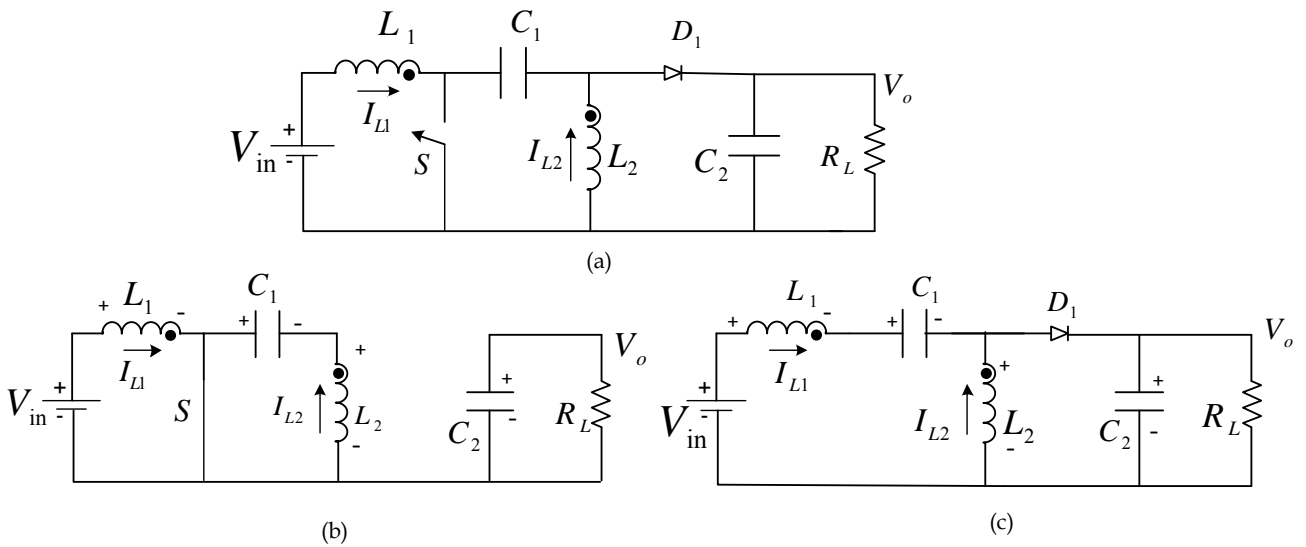 L1 C1 D1
Vo
+ IL1
Vin - S IL2 L2 C2 RL
(a)
L1 C1
+ - + - Vo
IL1 + +
+
Vin - S IL2 L2 C2 RL
- -
(b)
L1 C1 D1
+ - + - Vo
IL1 + +
+
Vin - IL2 L2 C2 RL
- -
(c)